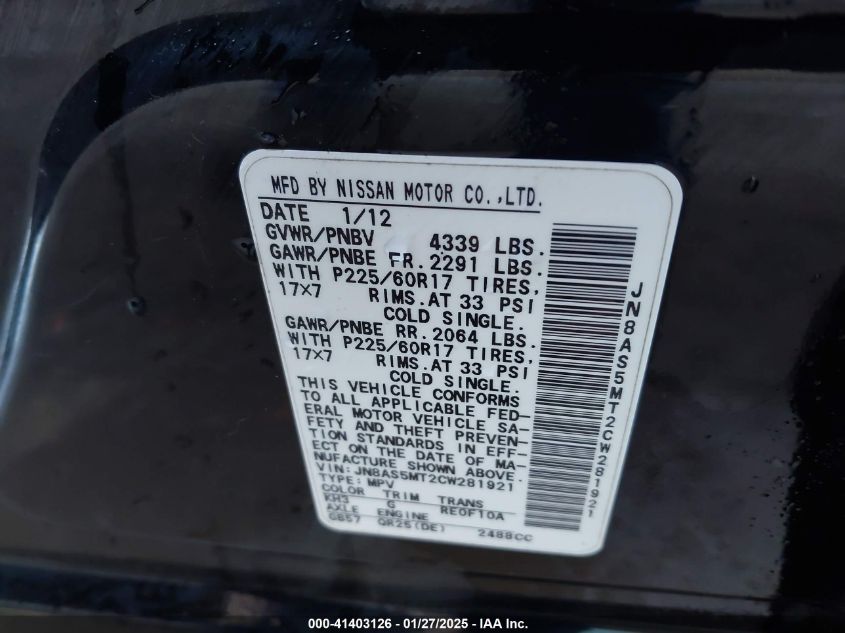 MFD BY NISSAN MOTOR CO.,LTD.
DATE 1/12
GVWR/PNBV 4339 LBS.
GAWR/PNBE FR.2291 LBS.
WITH P225/60R17 TIRES,
17X7 RIMS.AT 33 PSI
COLD SINGLE.
GAWR/PNBE RR.2064 LBS.
WITH P225/60R17 TIRES,
17X7 RIMS.AT 33 PSI
COLD SINGLE.
THIS VEHICLE CONFORMS
TO ALL APPLICABLE FED-
ERAL MOTOR VEHICLE SA-
FETY AND THEFT PREVEN-
TION STANDARDS IN EFF-
ECT ON THE DATE OF MA-
NUFACTURE SHOWN ABOVE.
VIN:JN8AS5MT2CW281921
TYPE:MPV
COLOR TRIM TRANS
KH3 G RE0F10A
AXLE ENGINE
GB57 QR25(DE) 2488CC
JN8AS5MT2CW281921
000-41403126 - 01/27/2025 - IAA Inc.